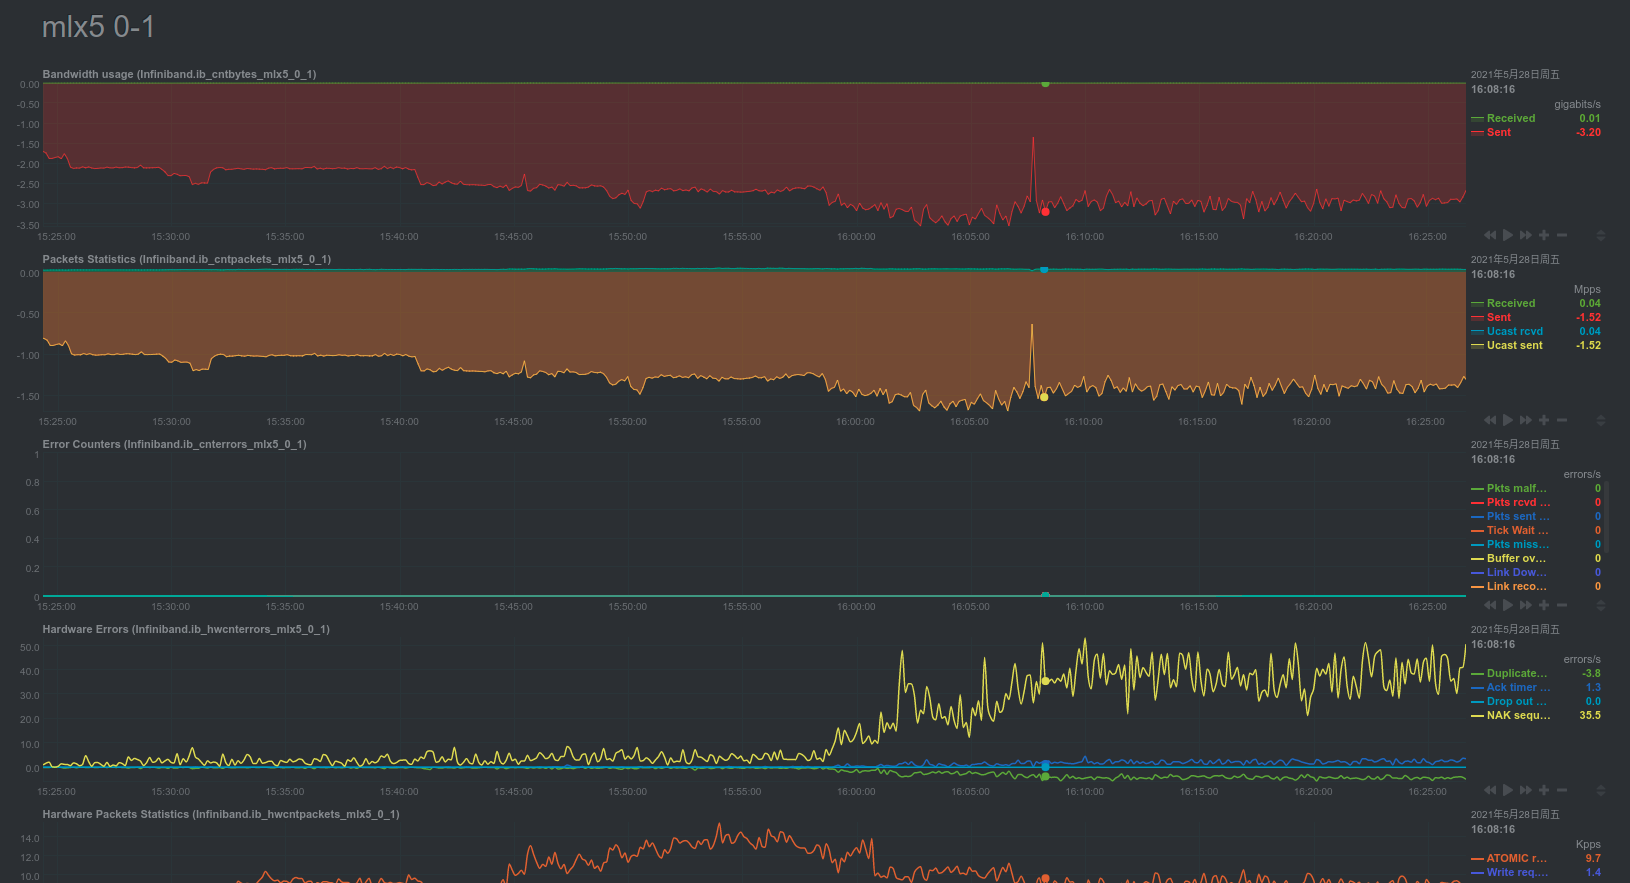 mlx5 0-1
Bandwidth usage (Infiniband.ib_cntbytes_mlx5_0_1)
2021年5月28日周五
16:08:16
gigabits/s
Received 0.01
Sent -3.20
0.00
-0.50
-1.00
-1.50
-2.00
-2.50
-3.00
-3.50
15:25:00 15:30:00 15:35:00 15:40:00 15:45:00 15:50:00 15:55:00 16:00:00 16:05:00 16:10:00 16:15:00 16:20:00 16:25:00
Packets Statistics (Infiniband.ib_cntpackets_mlx5_0_1)
2021年5月28日周五
16:08:16
Mpps
Received 0.04
Sent -1.52
Ucast rcvd 0.04
Ucast sent -1.52
0.00
-0.50
-1.00
-1.50
15:25:00 15:30:00 15:35:00 15:40:00 15:45:00 15:50:00 15:55:00 16:00:00 16:05:00 16:10:00 16:15:00 16:20:00 16:25:00
Error Counters (Infiniband.ib_cnterrors_mlx5_0_1)
2021年5月28日周五
16:08:16
errors/s
Pkts malf... 0
Pkts rcvd ... 0
Pkts sent ... 0
Tick Wait ... 0
Pkts miss... 0
Buffer ov... 0
Link Dow... 0
Link reco... 0
1
0.8
0.6
0.4
0.2
0
15:25:00 15:30:00 15:35:00 15:40:00 15:45:00 15:50:00 15:55:00 16:00:00 16:05:00 16:10:00 16:15:00 16:20:00 16:25:00
Hardware Errors (Infiniband.ib_hwcnterrors_mlx5_0_1)
2021年5月28日周五
16:08:16
errors/s
Duplicate... -3.8
Ack timer ... 1.3
Drop out ... 0.0
NAK sequ... 35.5
50.0
40.0
30.0
20.0
10.0
0.0
15:25:00 15:30:00 15:35:00 15:40:00 15:45:00 15:50:00 15:55:00 16:00:00 16:05:00 16:10:00 16:15:00 16:20:00 16:25:00
Hardware Packets Statistics (Infiniband.ib_hwcntpackets_mlx5_0_1)
2021年5月28日周五
16:08:16
Kpps
ATOMIC r... 9.7
Write req.... 1.4
14.0
12.0
10.0